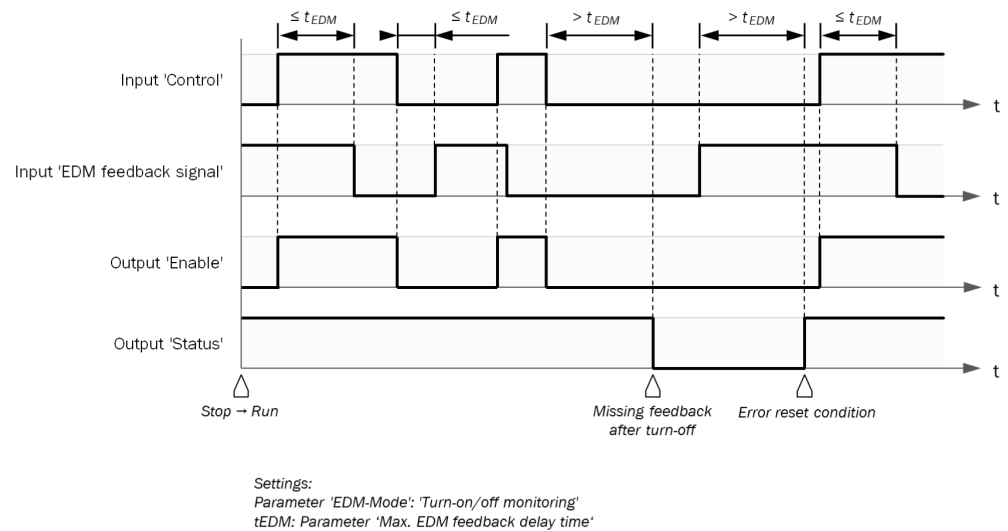 ≤ tEDM ≤ tEDM > tEDM > tEDM ≤ tEDM
Input 'Control'
t
Input 'EDM feedback signal'
t
Output 'Enable'
t
Output 'Status'
t
Stop → Run
Missing feedback
after turn-off
Error reset condition
Settings:
Parameter 'EDM-Mode': 'Turn-on/off monitoring'
tEDM: Parameter ‘Max. EDM feedback delay time‘